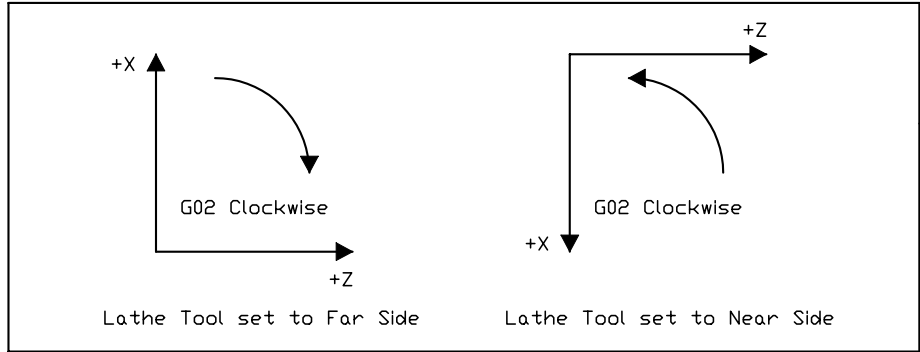 +X
G02 Clockwise
+Z
Lathe Tool set to Far Side
+Z
G02 Clockwise
+X
Lathe Tool set to Near Side